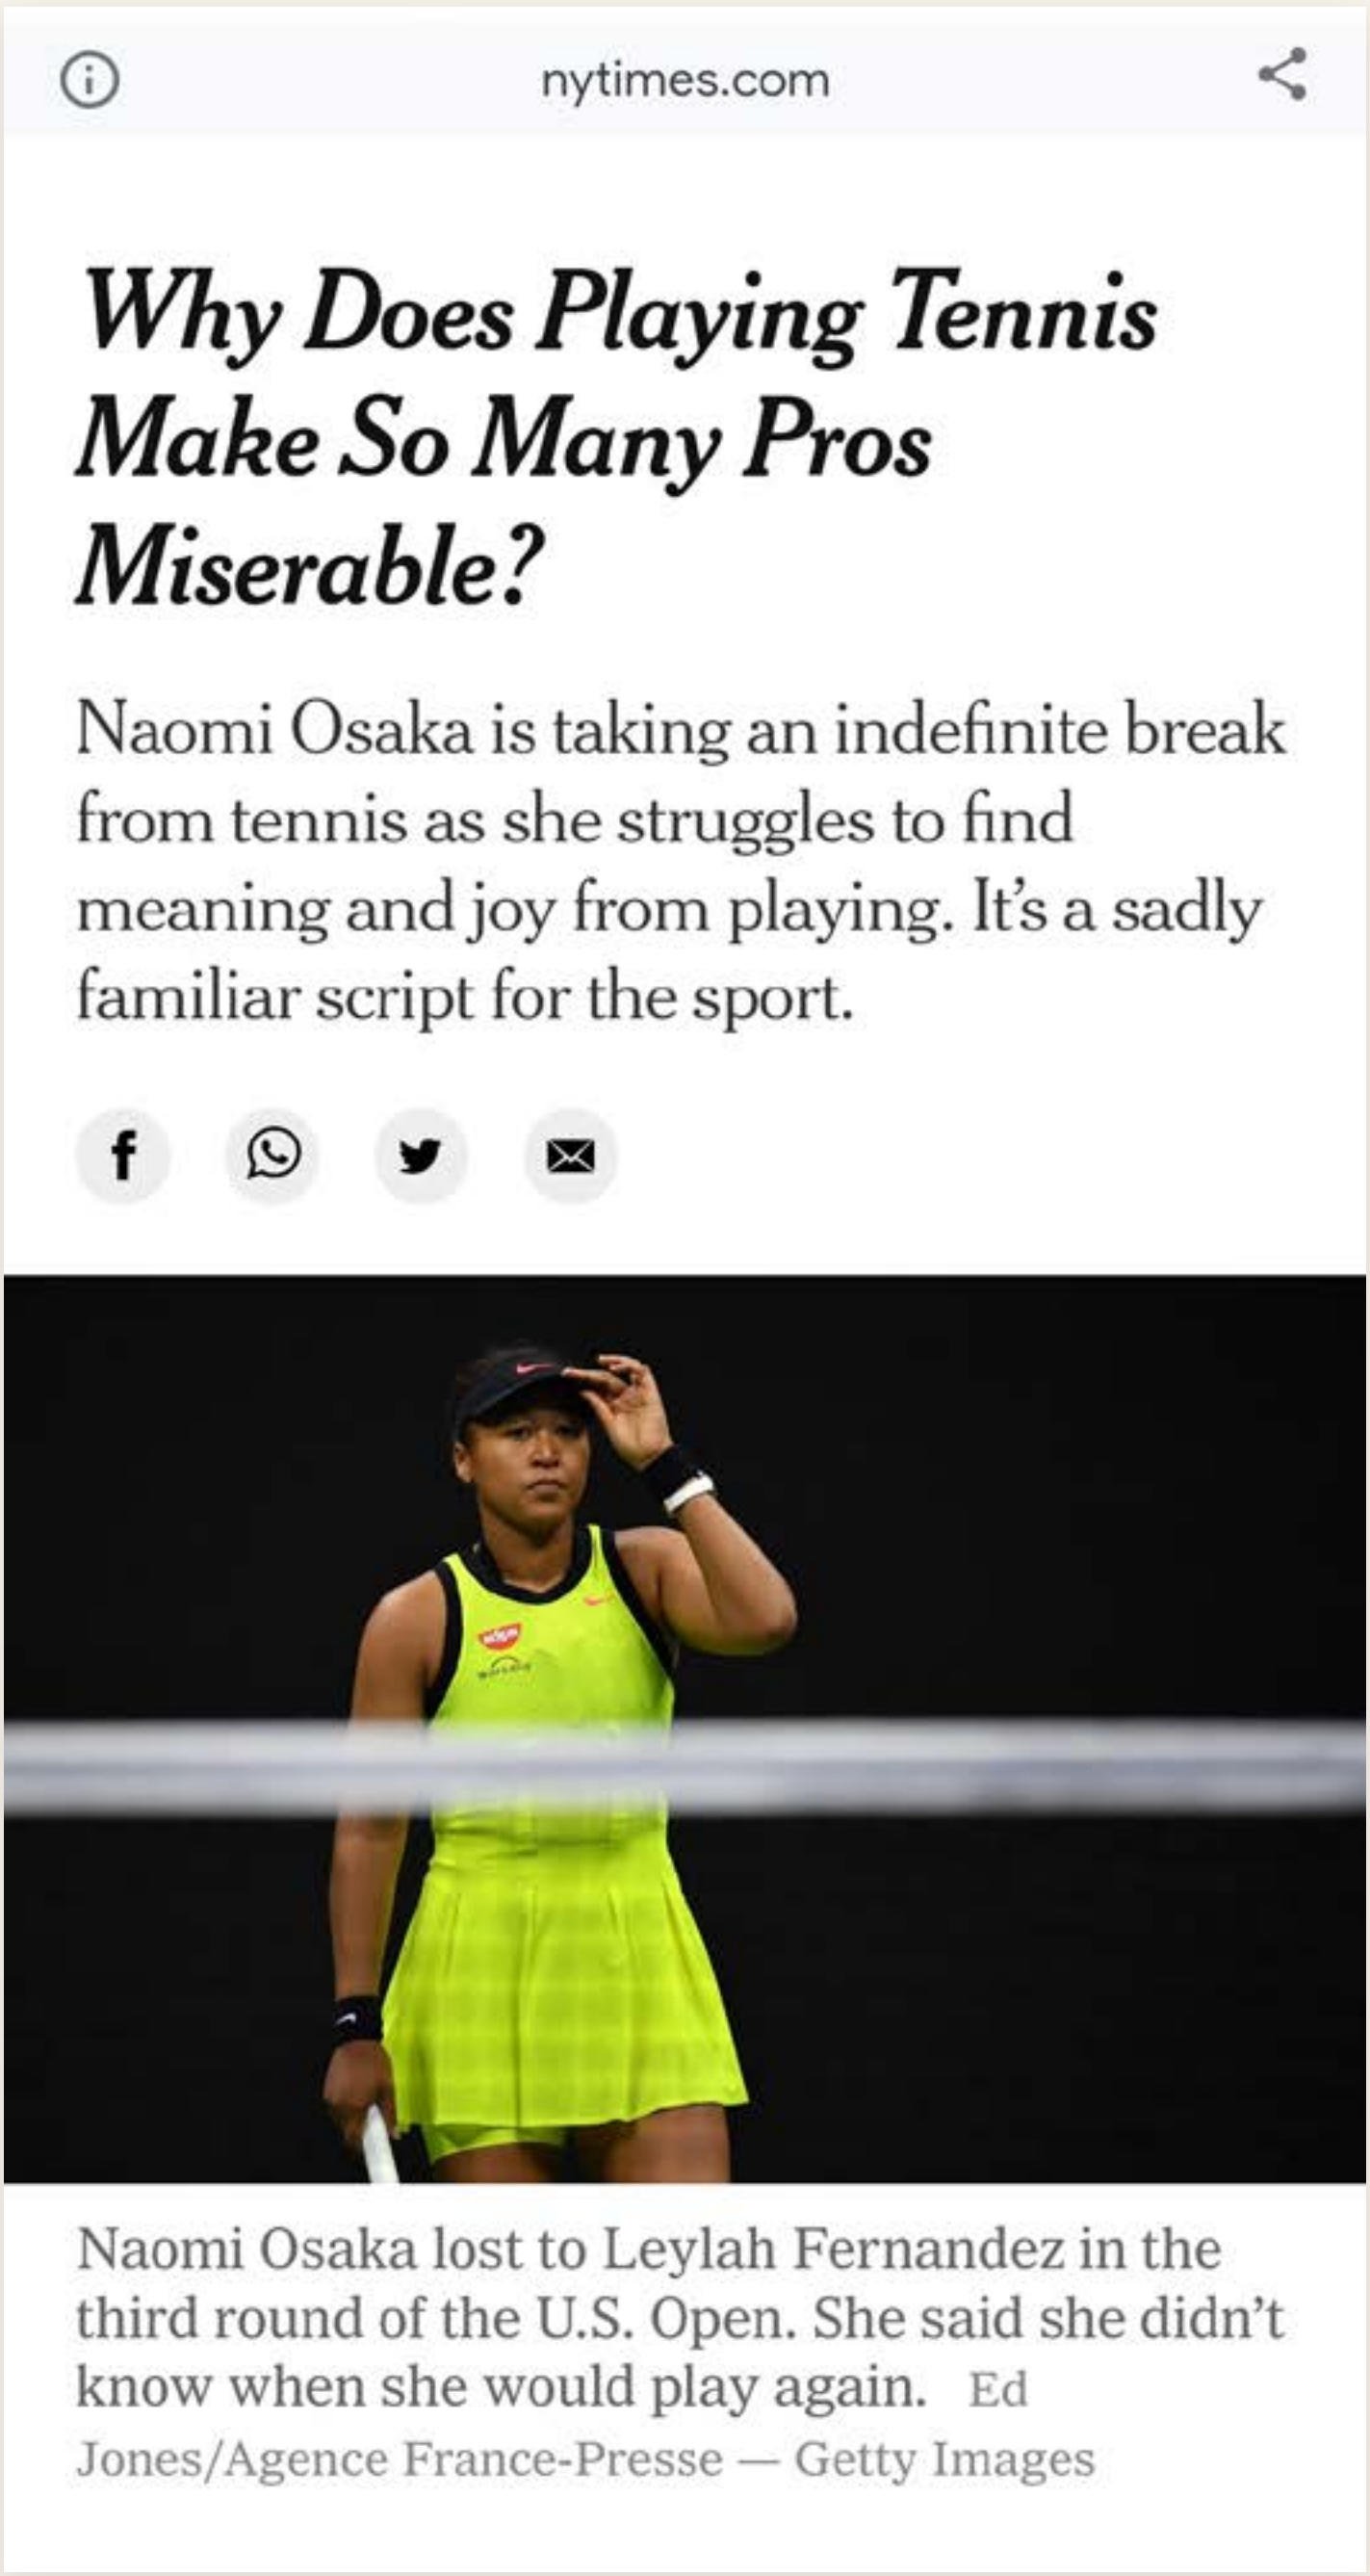 nytimes.com
Why Does Playing Tennis
Make So Many Pros
Miserable?
Naomi Osaka is taking an indefinite break
from tennis as she struggles to find
meaning and joy from playing. It’s a sadly
familiar script for the sport.
Naomi Osaka lost to Leylah Fernandez in the
third round of the U.S. Open. She said she didn’t
know when she would play again. Ed
Jones/Agence France-Presse — Getty Images